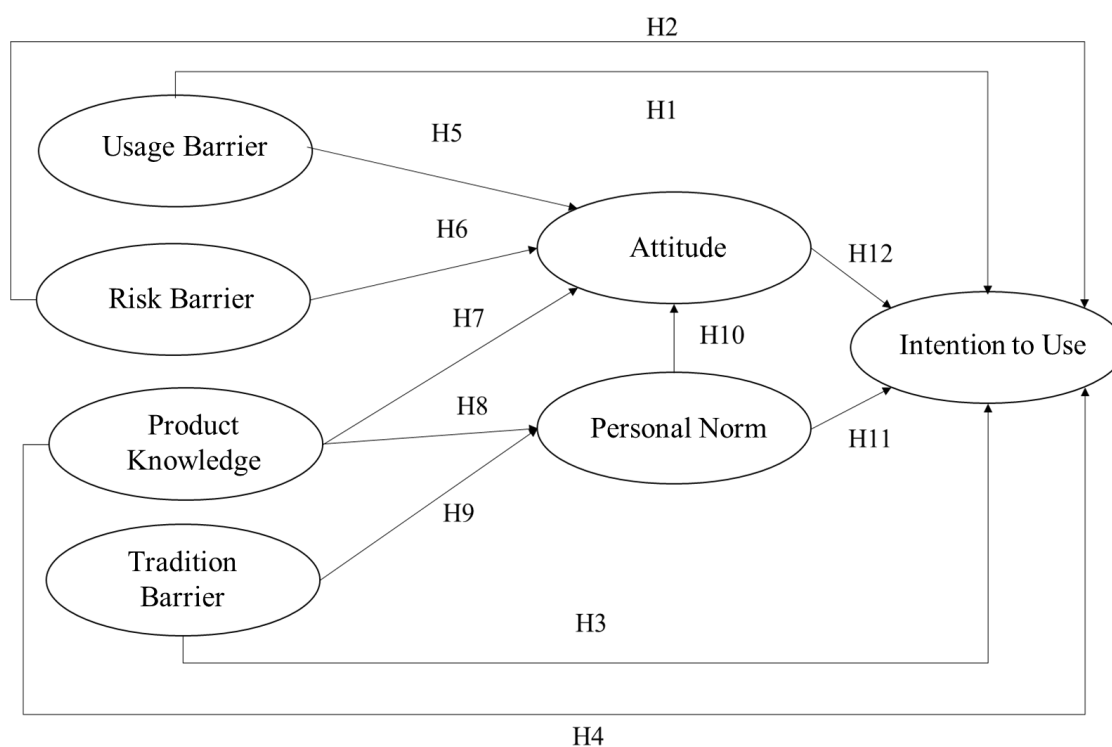 H2
H1
Usage Barrier
H5
H6
Attitude
H12
Risk Barrier
H7
H10
Intention to Use
Product
Knowledge
H8
Personal Norm
H11
H9
Tradition
Barrier
H3
H4